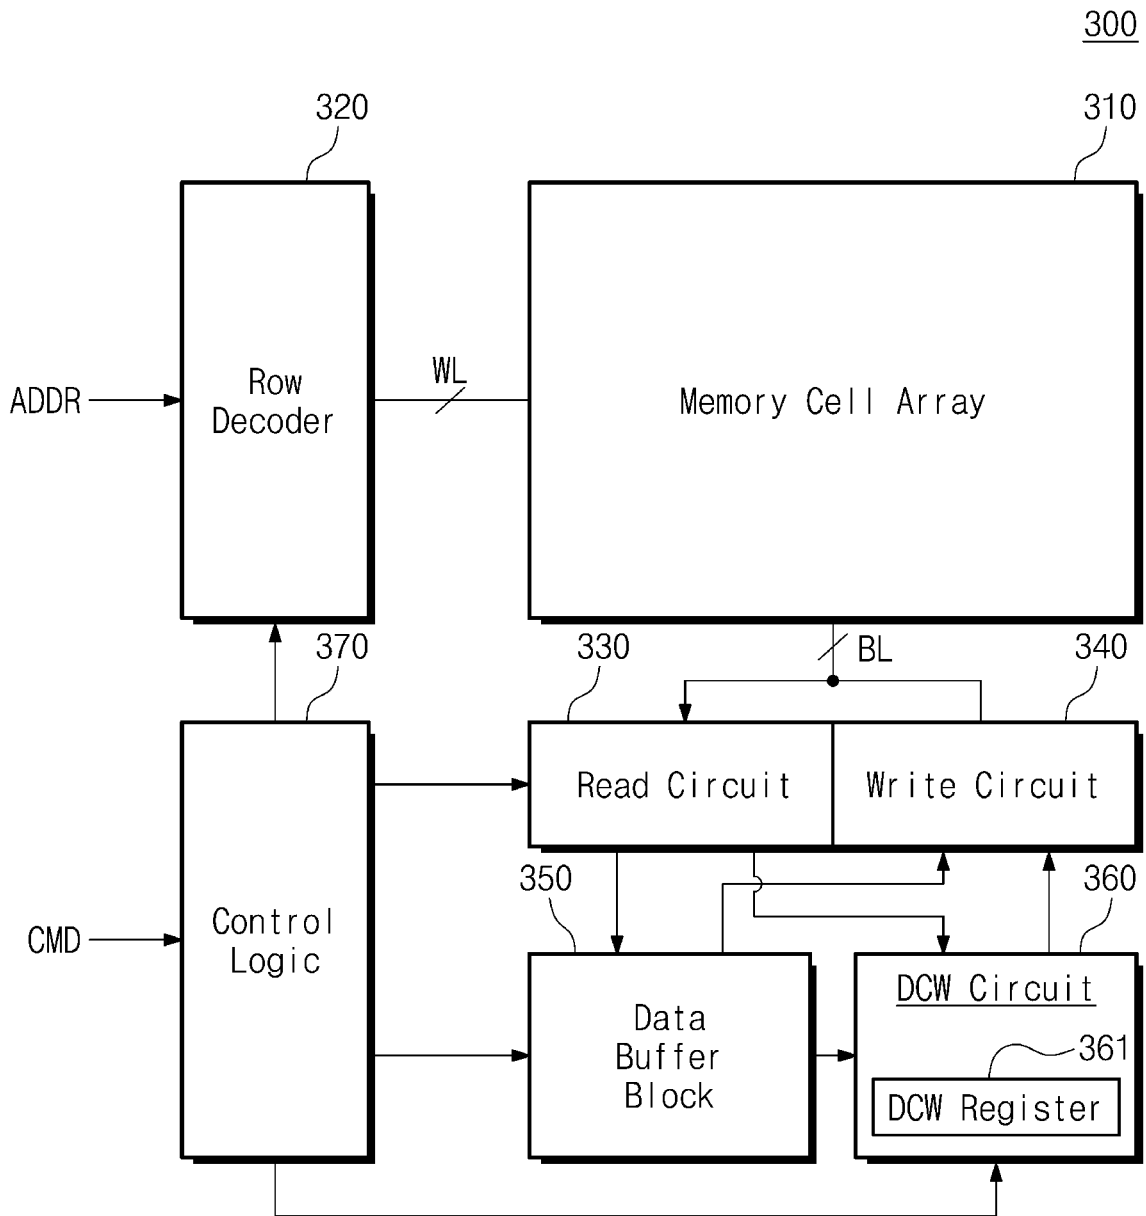 300
320
310
ADDR
Row
Decoder
WL
Memory Cell Array
370
330
BL
340
Read Circuit
Write Circuit
350
360
CMD
Control
Logic
Data
Buffer
Block
DCW Circuit
361
DCW Register